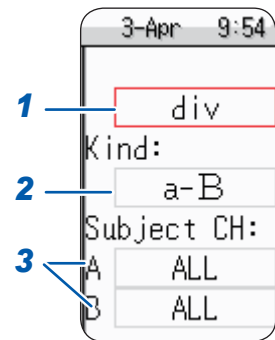 3-Apr 9:54
1 div
Kind:
2 a-B
Subject CH:
3 A ALL
B ALL